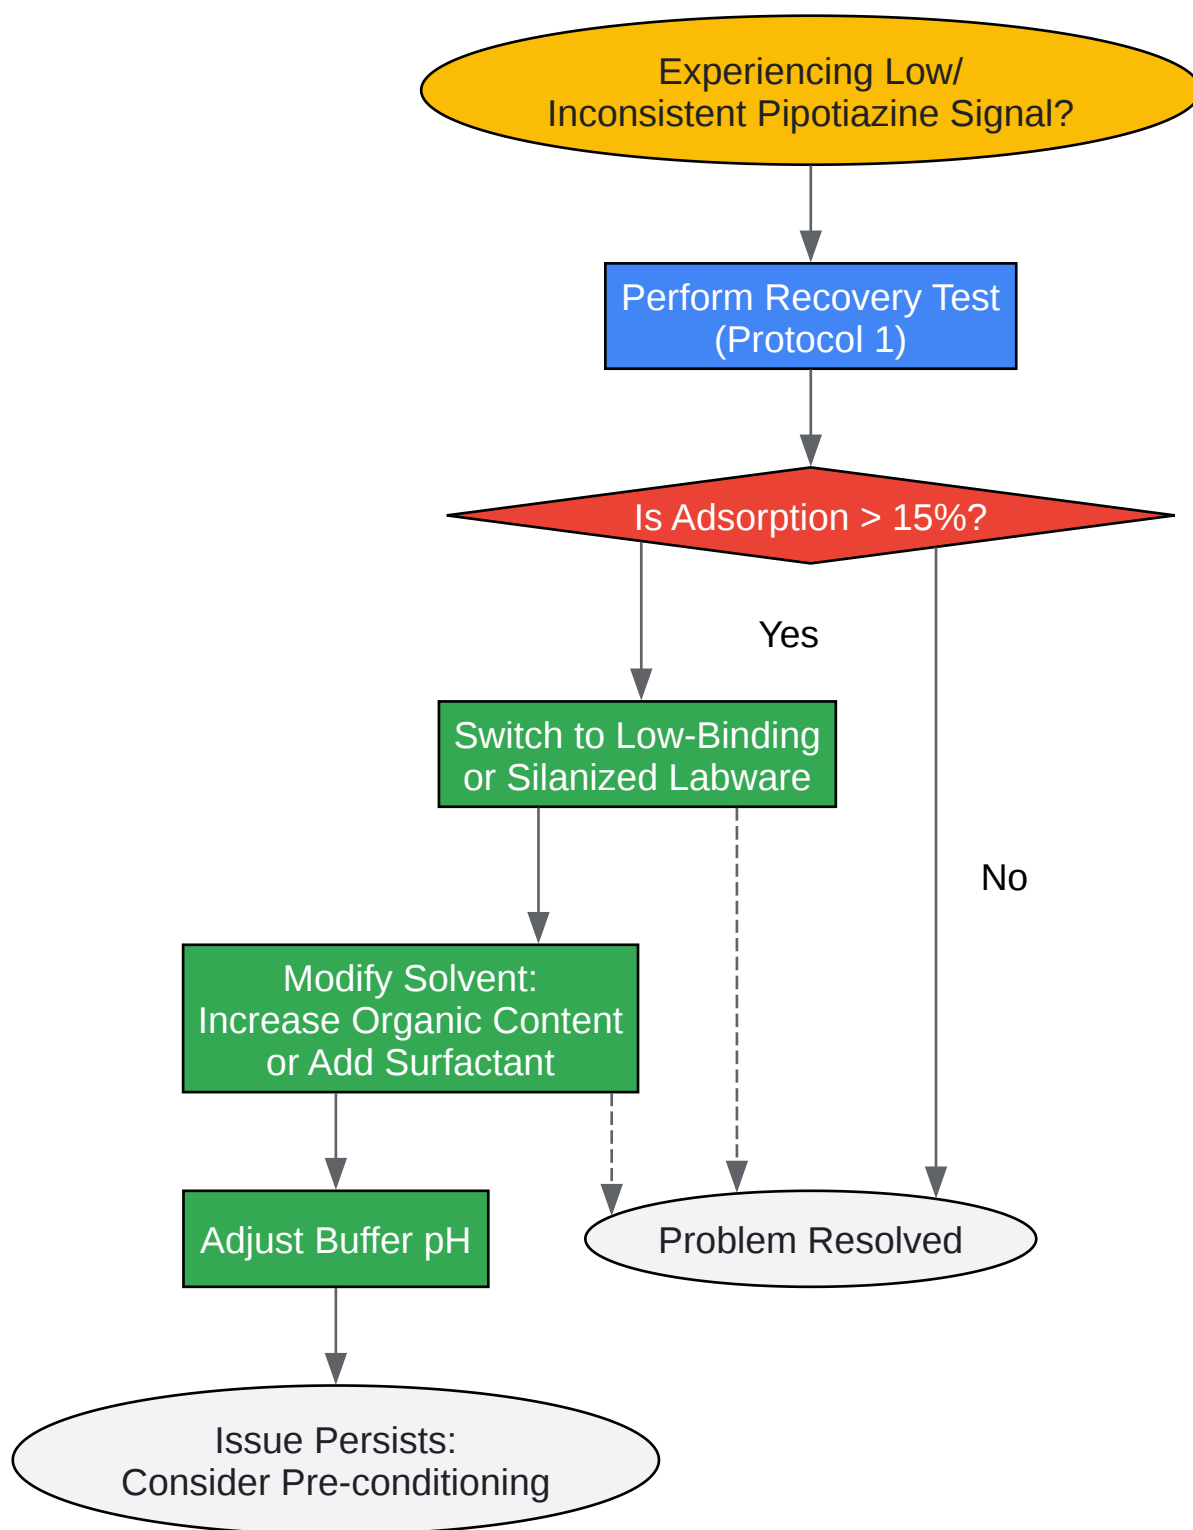 Experiencing Low/
Inconsistent Pipotiazine Signal?
Perform Recovery Test
(Protocol 1)
Is Adsorption > 15%?
Yes
Switch to Low-Binding
or Silanized Labware
No
Modify Solvent:
Increase Organic Content
or Add Surfactant
Adjust Buffer pH
Problem Resolved
Issue Persists:
Consider Pre-conditioning